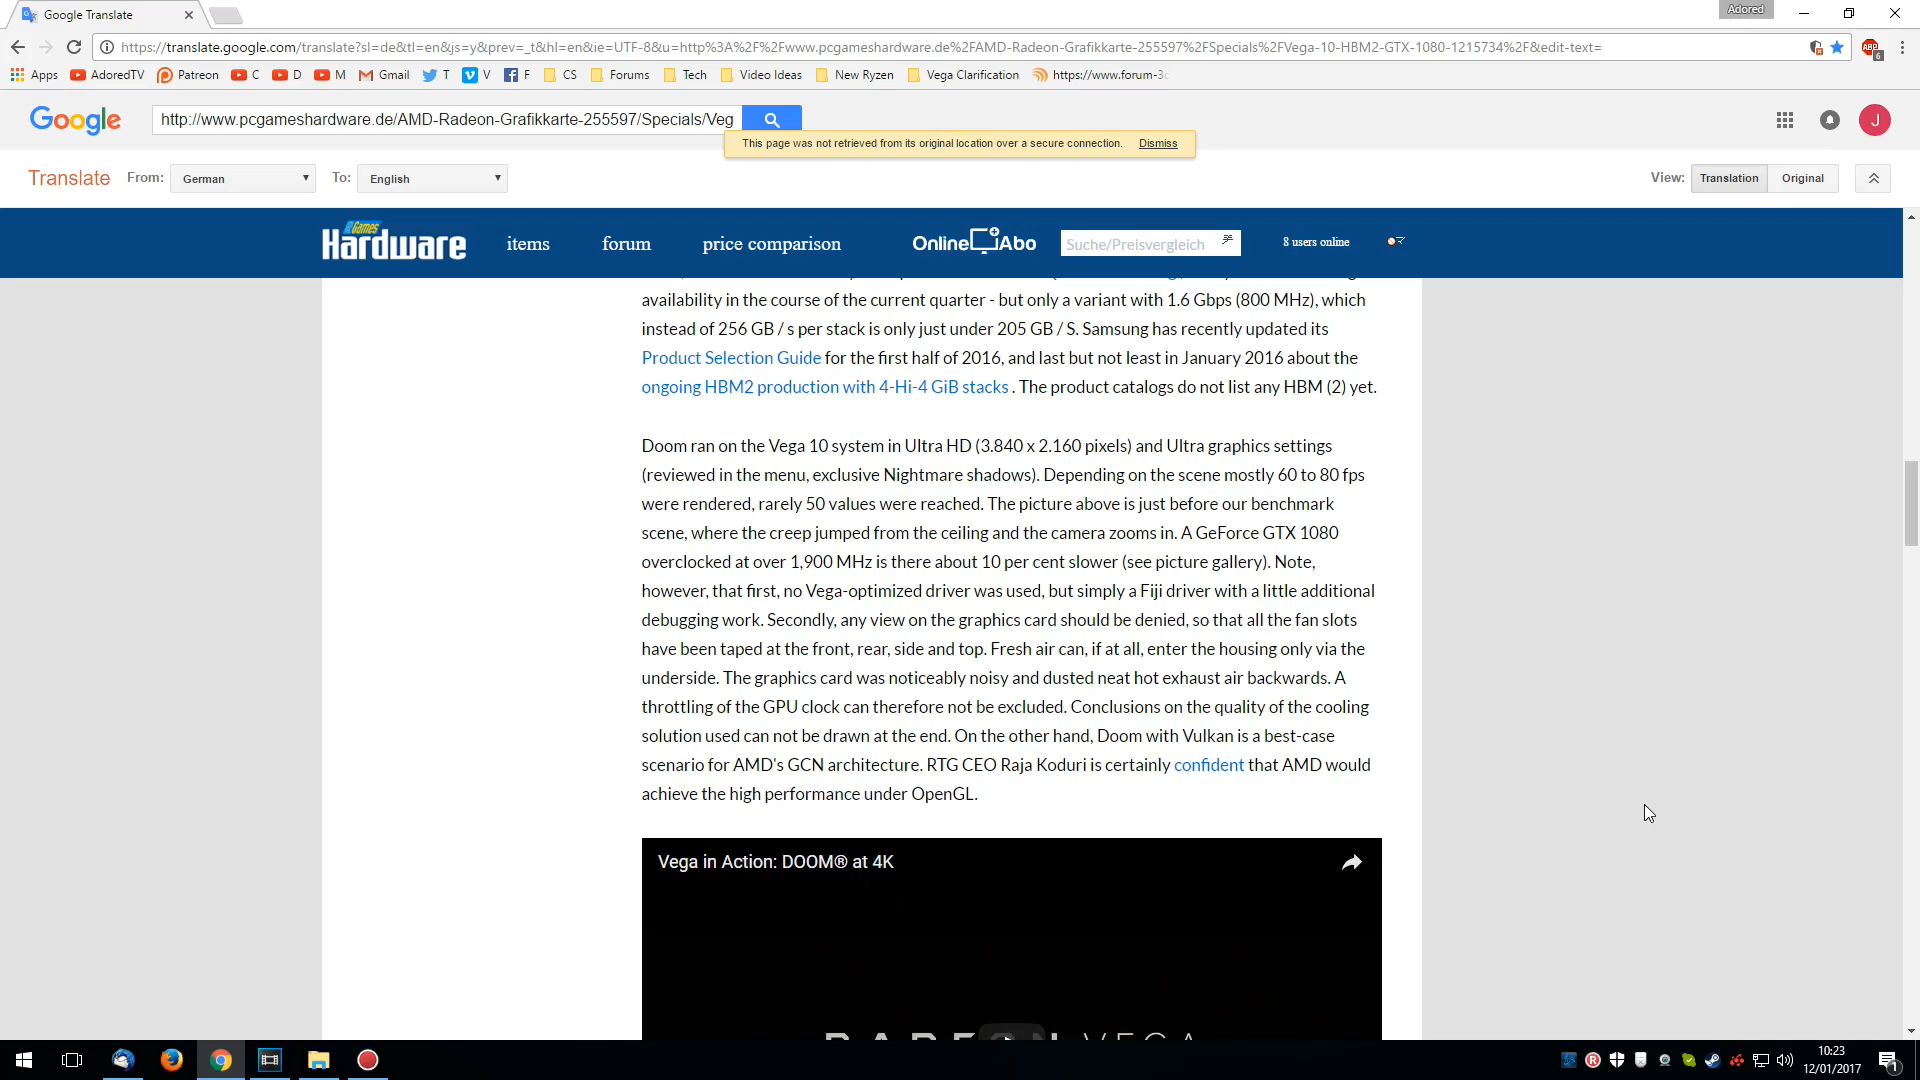 Google Translate
Adored
https://translate.google.com/translate?sl=de&tl=en&js=y&prev=_t&hl=en&ie=UTF-8&u=http%3A%2F%2Fwww.pcgameshardware.de%2FAMD-Radeon-Grafikkarte-255597%2FSpecials%2FVega-10-HBM2-GTX-1080-1215734%2F&edit-text=
ABP
6
Apps AdoredTV Patreon C D M Gmail T V F CS Forums Tech Video Ideas New Ryzen Vega Clarification https://www.forum-3
Google http://www.pcgameshardware.de/AMD-Radeon-Grafikkarte-255597/Specials/Veg J
This page was not retrieved from its original location over a secure connection. Dismiss
Translate From: German To: English View: Translation Original
Games
Hardware items forum price comparison OnlineAbo Suche/Preisvergleich 8 users online
availability in the course of the current quarter - but only a variant with 1.6 Gbps (800 MHz), which
instead of 256 GB / s per stack is only just under 205 GB / S. Samsung has recently updated its
Product Selection Guide for the first half of 2016, and last but not least in January 2016 about the
ongoing HBM2 production with 4-Hi-4 GiB stacks . The product catalogs do not list any HBM (2) yet.
Doom ran on the Vega 10 system in Ultra HD (3.840 x 2.160 pixels) and Ultra graphics settings
(reviewed in the menu, exclusive Nightmare shadows). Depending on the scene mostly 60 to 80 fps
were rendered, rarely 50 values were reached. The picture above is just before our benchmark
scene, where the creep jumped from the ceiling and the camera zooms in. A GeForce GTX 1080
overclocked at over 1,900 MHz is there about 10 per cent slower (see picture gallery). Note,
however, that first, no Vega-optimized driver was used, but simply a Fiji driver with a little additional
debugging work. Secondly, any view on the graphics card should be denied, so that all the fan slots
have been taped at the front, rear, side and top. Fresh air can, if at all, enter the housing only via the
underside. The graphics card was noticeably noisy and dusted neat hot exhaust air backwards. A
throttling of the GPU clock can therefore not be excluded. Conclusions on the quality of the cooling
solution used can not be drawn at the end. On the other hand, Doom with Vulkan is a best-case
scenario for AMD's GCN architecture. RTG CEO Raja Koduri is certainly confident that AMD would
achieve the high performance under OpenGL.
Vega in Action: DOOM® at 4K
10:23
12/01/2017
1